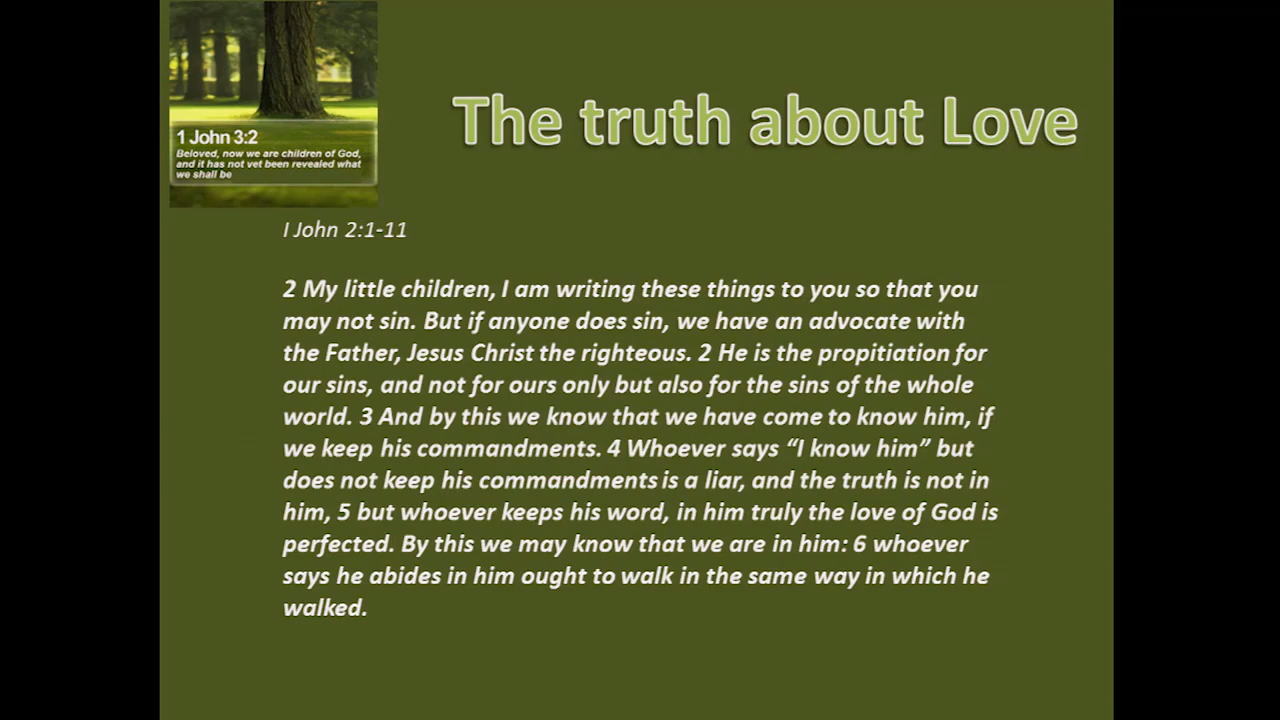 1 John 3:2
Beloved, now we are children of God,
and it has not yet been revealed what
we shall be
The truth about Love
I John 2:1-11
2 My little children, I am writing these things to you so that you
may not sin. But if anyone does sin, we have an advocate with
the Father, Jesus Christ the righteous. 2 He is the propitiation for
our sins, and not for ours only but also for the sins of the whole
world. 3 And by this we know that we have come to know him, if
we keep his commandments. 4 Whoever says “I know him” but
does not keep his commandments is a liar, and the truth is not in
him, 5 but whoever keeps his word, in him truly the love of God is
perfected. By this we may know that we are in him: 6 whoever
says he abides in him ought to walk in the same way in which he
walked.